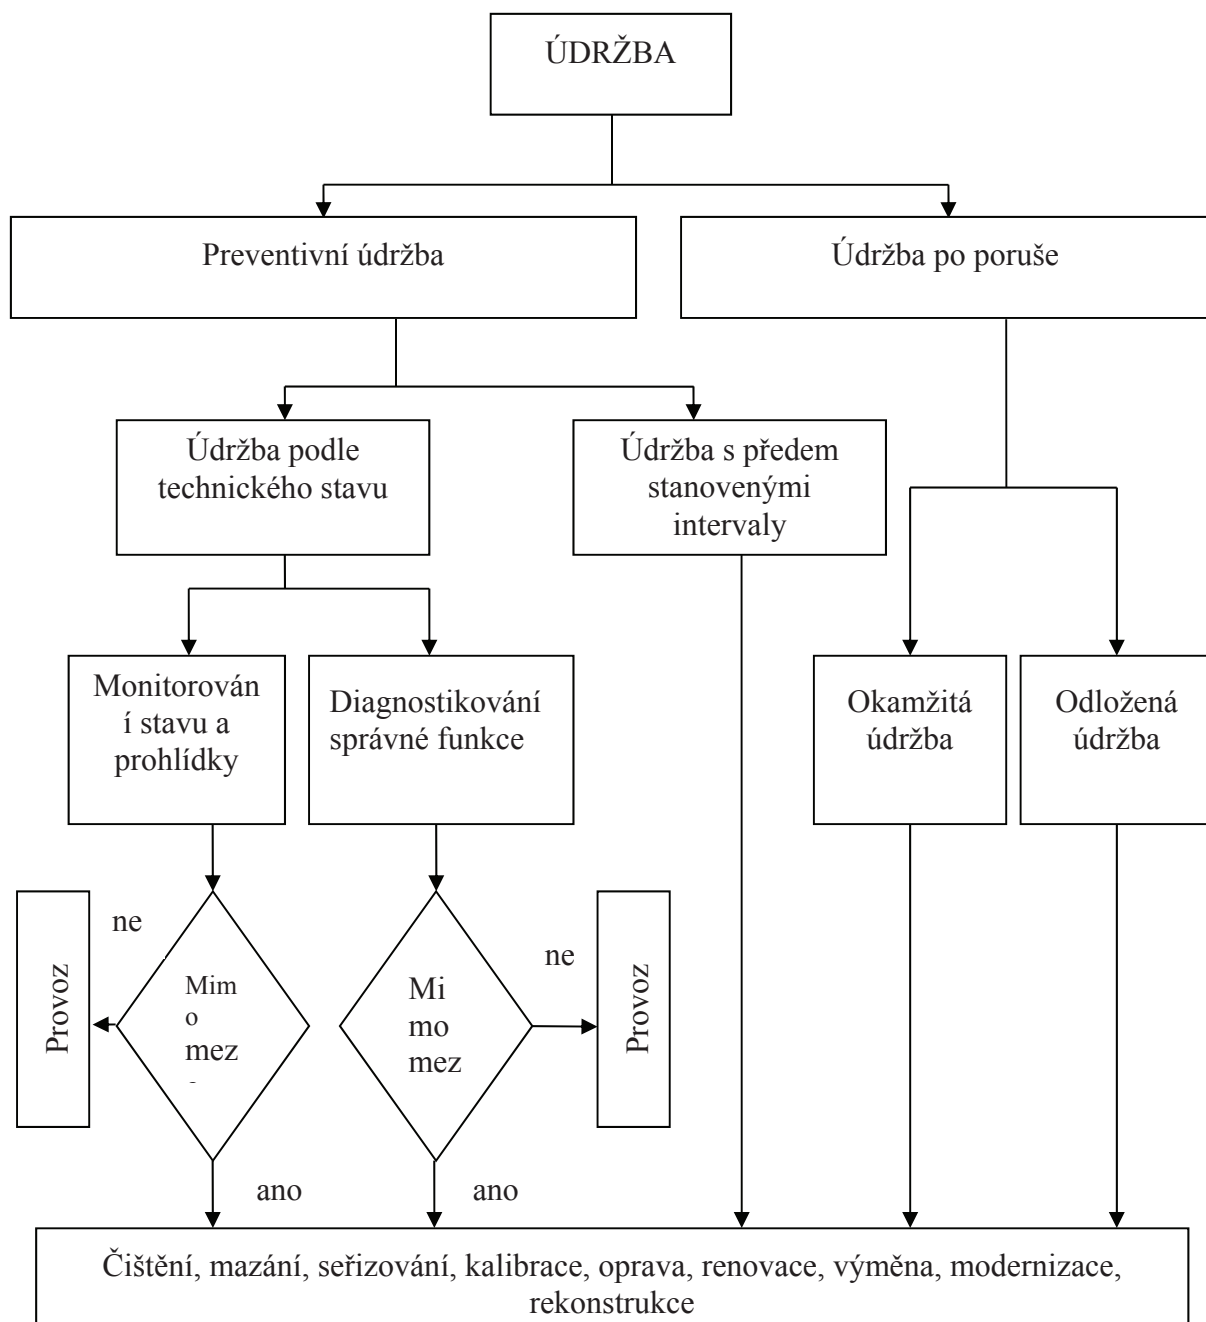 ÚDRŽBA
Preventivní údržba
Údržba po poruše
Údržba podle
technického stavu
Údržba s předem
stanovenými
intervaly
Monitorován
í stavu a
prohlídky
Diagnostikování
správné funkce
Okamžitá
údržba
Odložená
údržba
Provoz
ne
Mim
o
mez
Mi
mo
mez
ne
Provoz
ano
ano
Čištění, mazání, seřizování, kalibrace, oprava, renovace, výměna, modernizace,
rekonstrukce